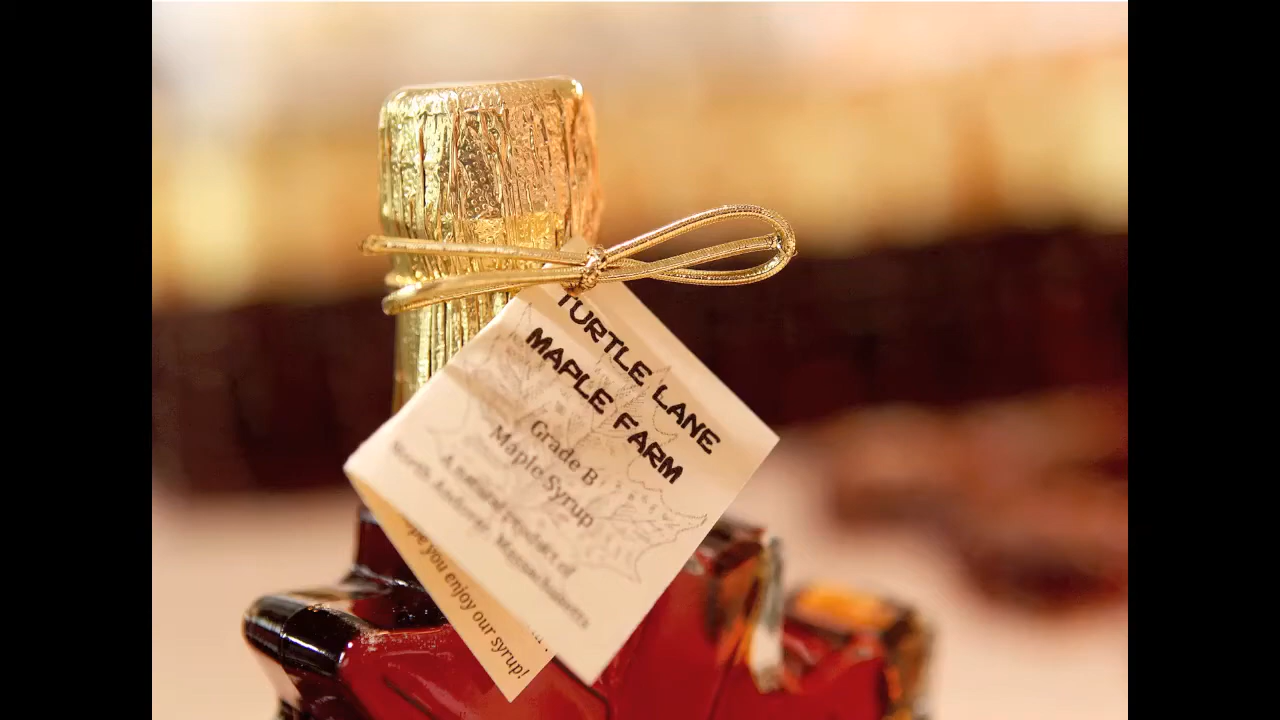 TURTLE LANE
MAPLE FARM
Grade B
Maple Syrup
A natural product of
North Andover, Massachusetts
pe you enjoy our syrup!